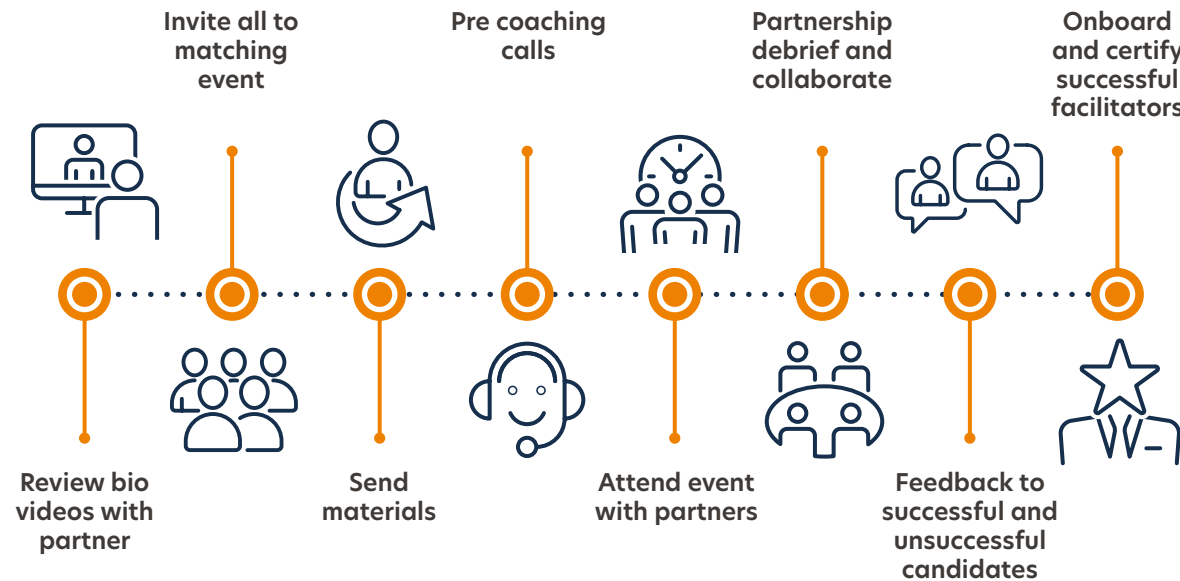 Invite all to
matching
event
Pre coaching
calls
Partnership
debrief and
collaborate
Onboard
and certify
successful
facilitators
Review bio
videos with
partner
Send
materials
Attend event
with partners
Feedback to
successful and
unsuccessful
candidates